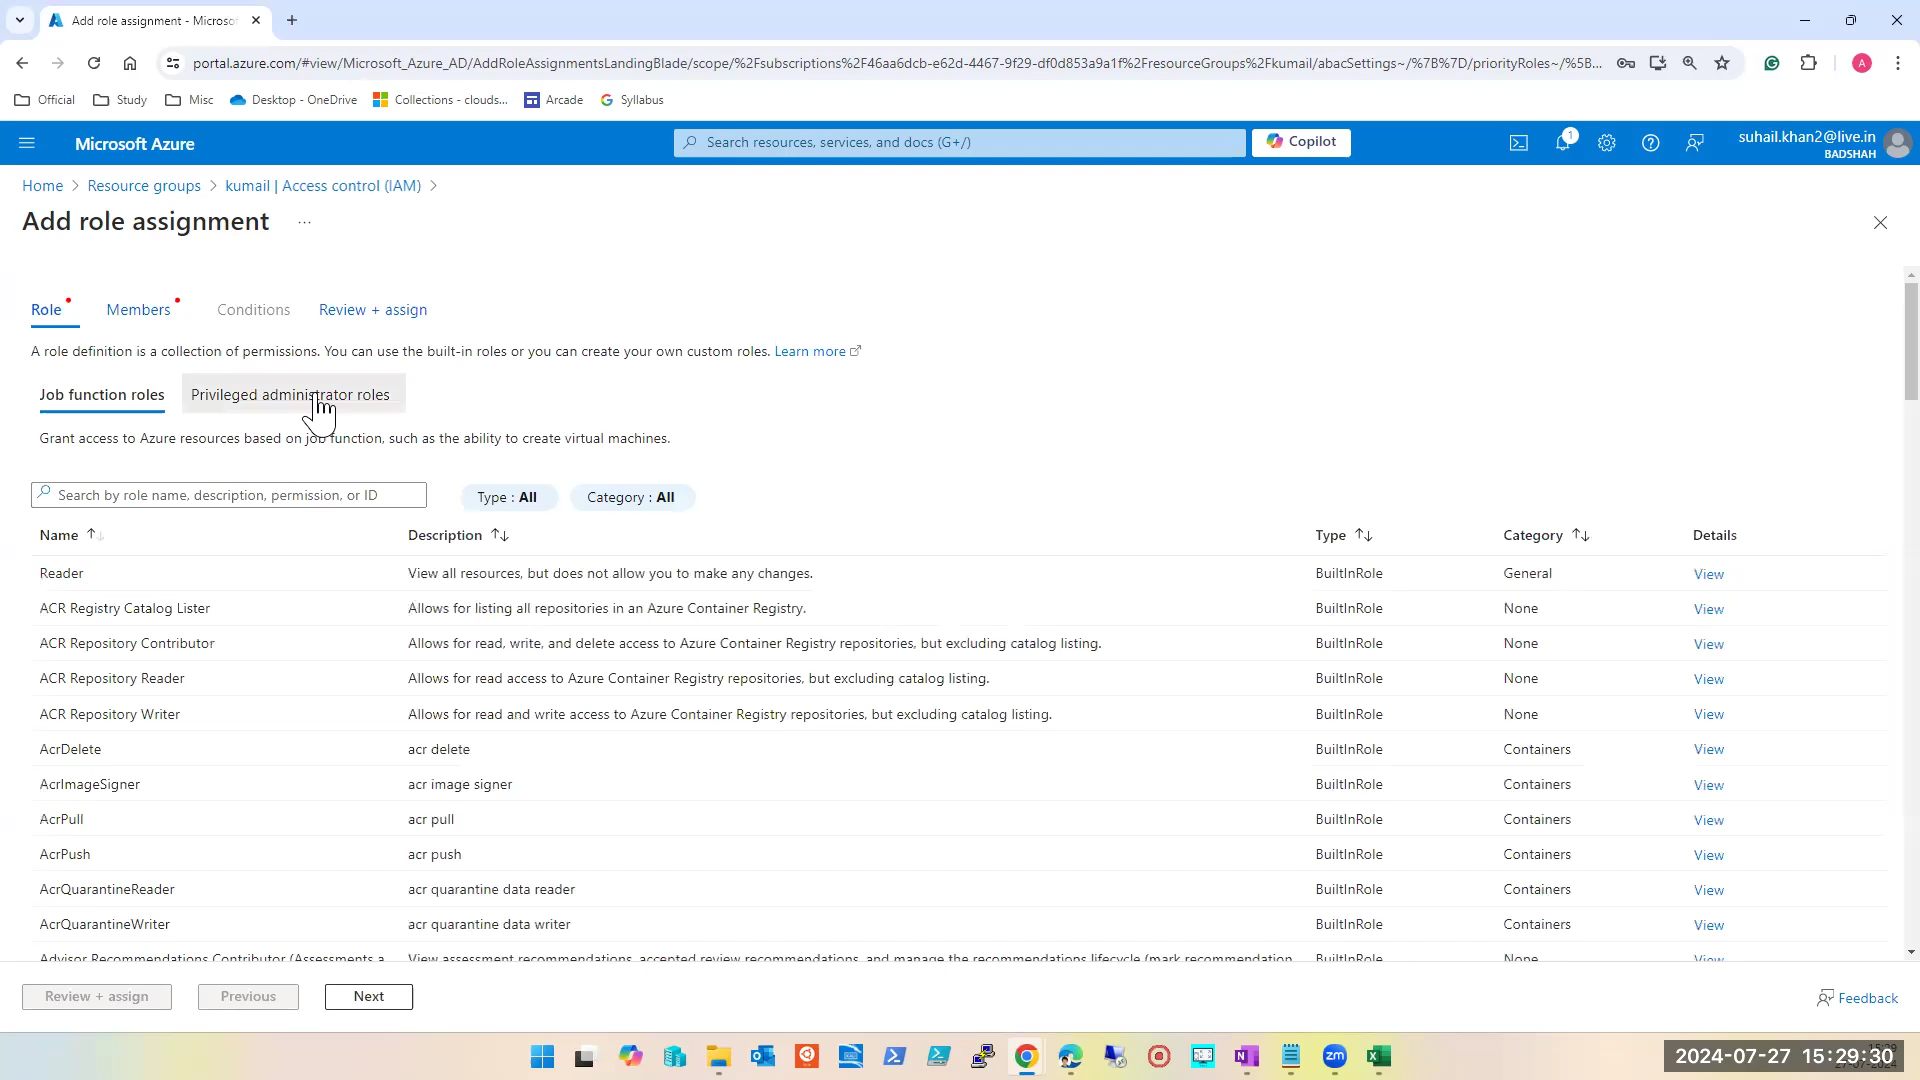 Add role assignment - Microsof
portal.azure.com/#view/Microsoft_Azure_AD/AddRoleAssignmentsLandingBlade/scope/%2Fsubscriptions%2F46aa6dcb-e62d-4467-9f29-df0d853a9a1f%2FresourceGroups%2Fkumail/abacSettings~/%7B%7D/priorityRoles~/%5B...
Official Study Misc Desktop - OneDrive Collections - clouds... Arcade Syllabus
Microsoft Azure
Search resources, services, and docs (G+/)
Copilot
1
suhail.khan2@live.in
BADSHAH
Home > Resource groups > kumail | Access control (IAM) >
Add role assignment ...
Role Members Conditions Review + assign
A role definition is a collection of permissions. You can use the built-in roles or you can create your own custom roles. Learn more
Job function roles Privileged administrator roles
Grant access to Azure resources based on job function, such as the ability to create virtual machines.
Search by role name, description, permission, or ID
Type : All Category : All
Name Description Type Category Details
Reader View all resources, but does not allow you to make any changes. BuiltInRole General View
ACR Registry Catalog Lister Allows for listing all repositories in an Azure Container Registry. BuiltInRole None View
ACR Repository Contributor Allows for read, write, and delete access to Azure Container Registry repositories, but excluding catalog listing. BuiltInRole None View
ACR Repository Reader Allows for read access to Azure Container Registry repositories, but excluding catalog listing. BuiltInRole None View
ACR Repository Writer Allows for read and write access to Azure Container Registry repositories, but excluding catalog listing. BuiltInRole None View
AcrDelete acr delete BuiltInRole Containers View
AcrImageSigner acr image signer BuiltInRole Containers View
AcrPull acr pull BuiltInRole Containers View
AcrPush acr push BuiltInRole Containers View
AcrQuarantineReader acr quarantine data reader BuiltInRole Containers View
AcrQuarantineWriter acr quarantine data writer BuiltInRole Containers View
Advisor Recommendations Contributor (Assessments a View assessment recommendations, accepted review recommendations, and manage the recommendations lifecycle (mark recommendation BuiltInRole None View
Review + assign Previous Next
Feedback
2024-07-27 15:29:30